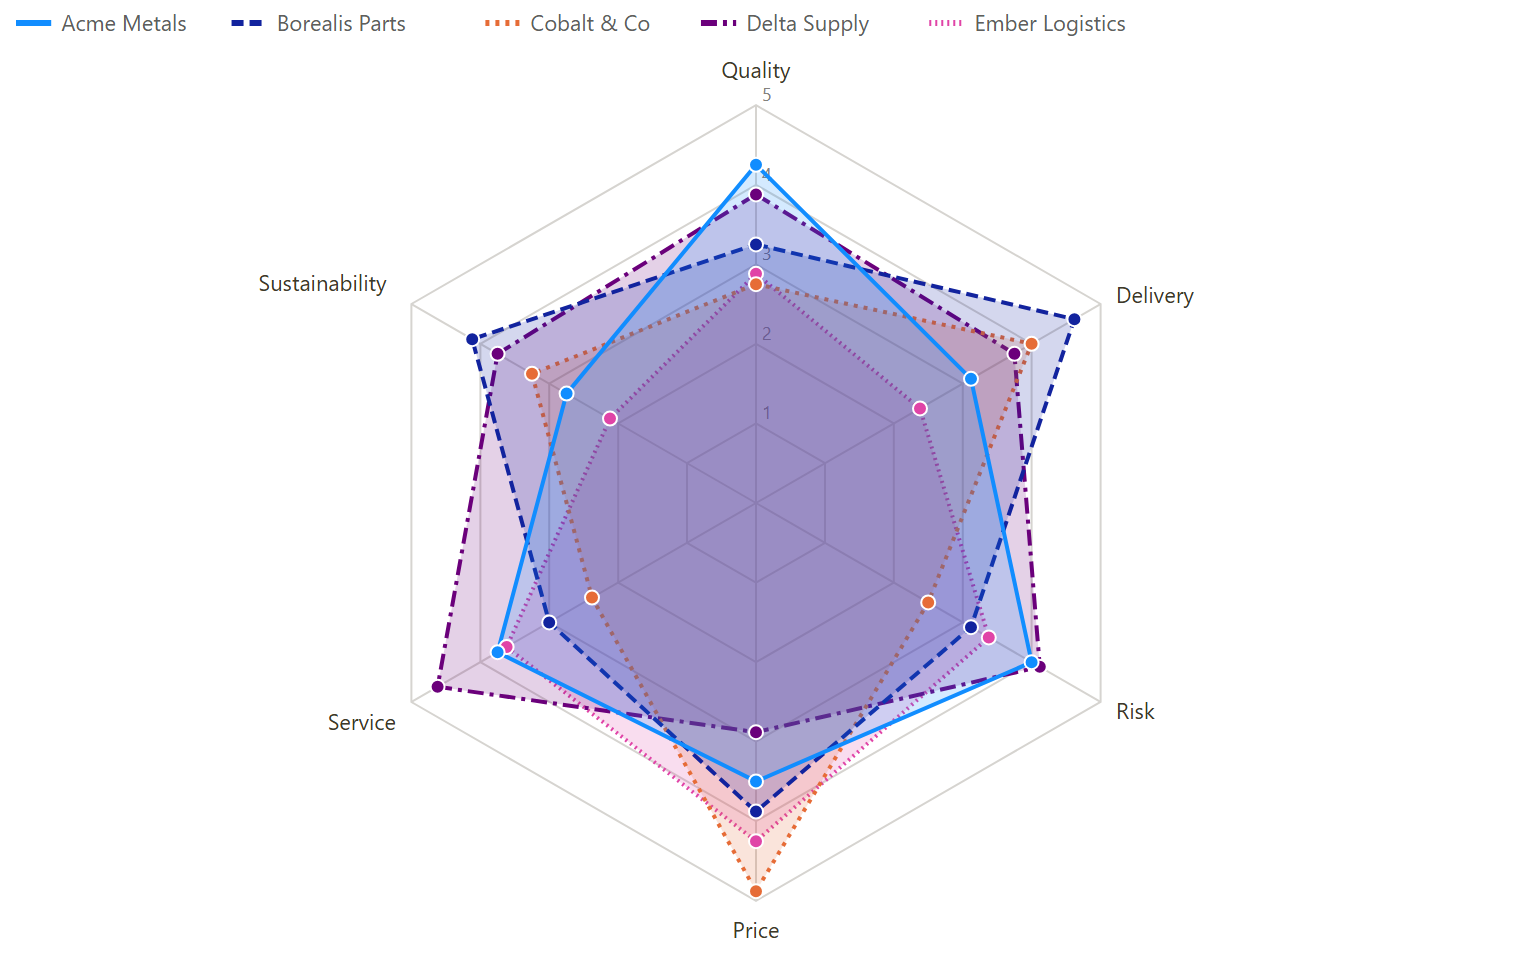 Acme Metals Borealis Parts Cobalt & Co Delta Supply Ember Logistics
Quality
5
4
3
2
1
Sustainability
Delivery
Service
Risk
Price